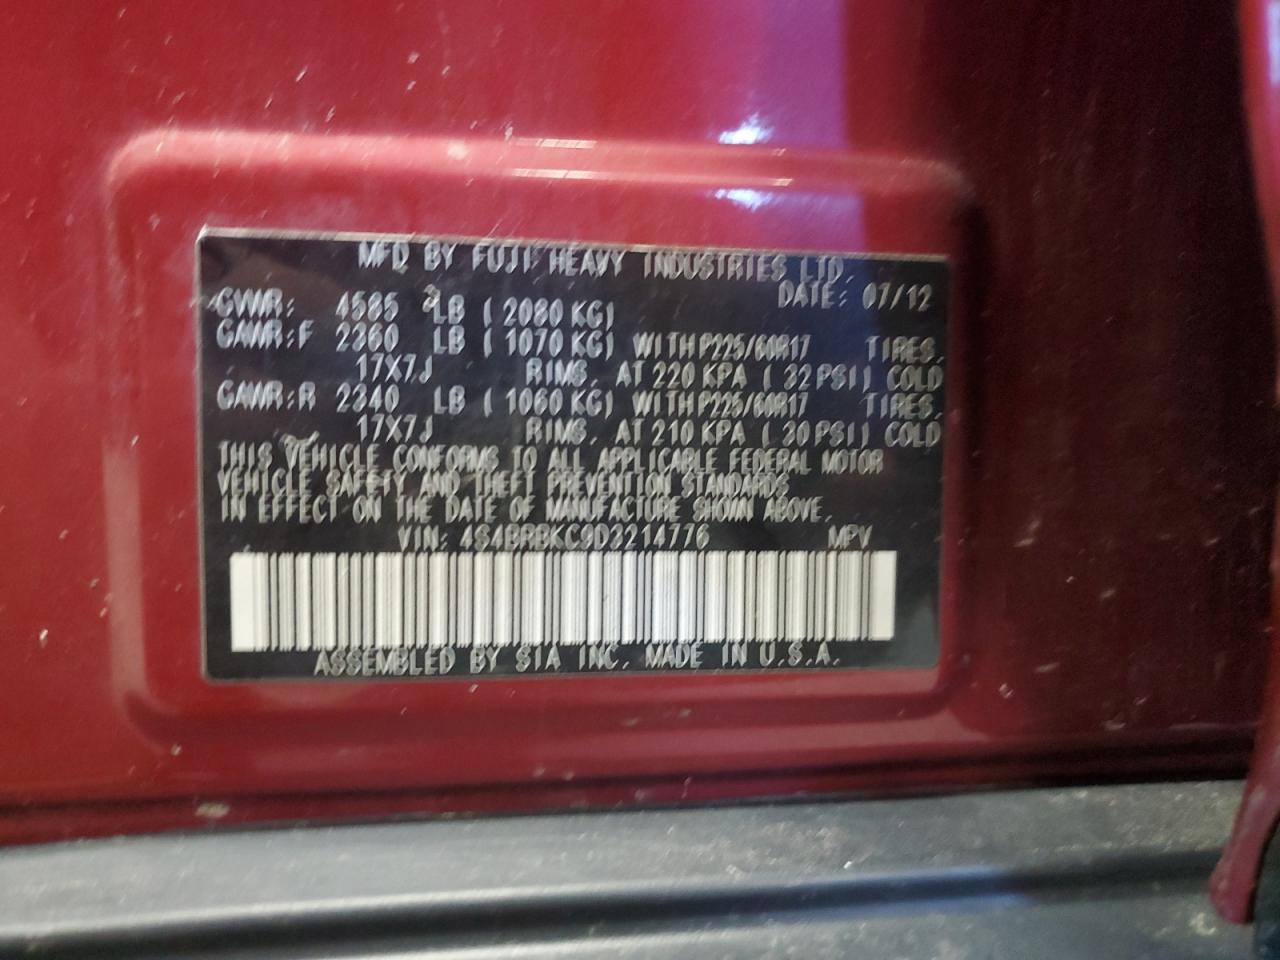 MFD BY FUJI HEAVY INDUSTRIES LTD.
DATE: 07/12
GVWR: 4585 LB ( 2080 KG)
GAWR:F 2360 LB ( 1070 KG) WITH P225/60R17 TIRES,
17X7J RIMS, AT 220 KPA ( 32 PSI) COLD
GAWR:R 2340 LB ( 1060 KG) WITH P225/60R17 TIRES,
17X7J RIMS, AT 210 KPA ( 30 PSI) COLD
THIS VEHICLE CONFORMS TO ALL APPLICABLE FEDERAL MOTOR
VEHICLE SAFETY AND THEFT PREVENTION STANDARDS
IN EFFECT ON THE DATE OF MANUFACTURE SHOWN ABOVE.
VIN: 4S4BRBKC9D3214776 MPV
ASSEMBLED BY SIA INC. MADE IN U.S.A.